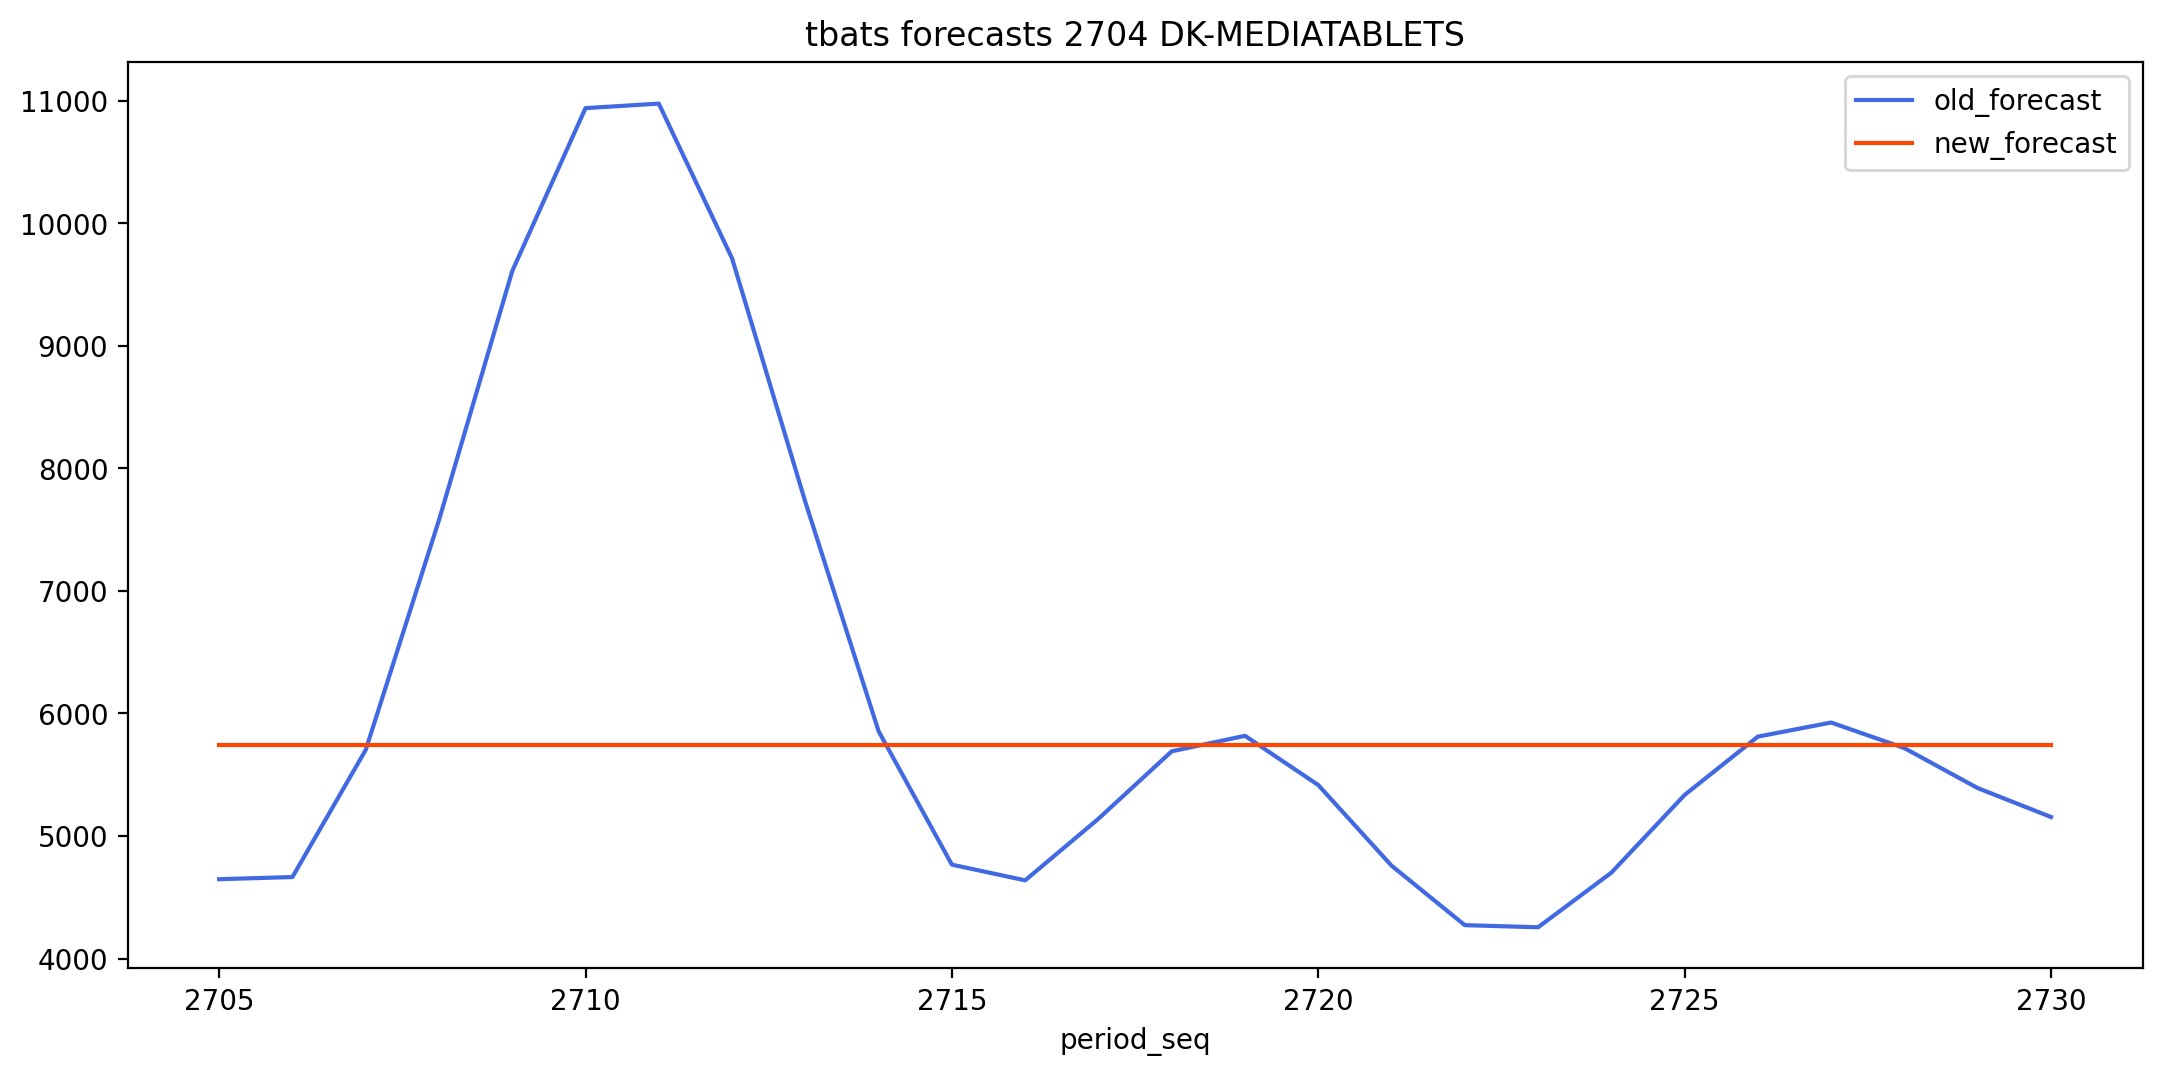 tbats forecasts 2704 DK-MEDIATABLETS
old_forecast
new_forecast
11000
10000
9000
8000
7000
6000
5000
4000
2705 2710 2715 2720 2725 2730
period_seq